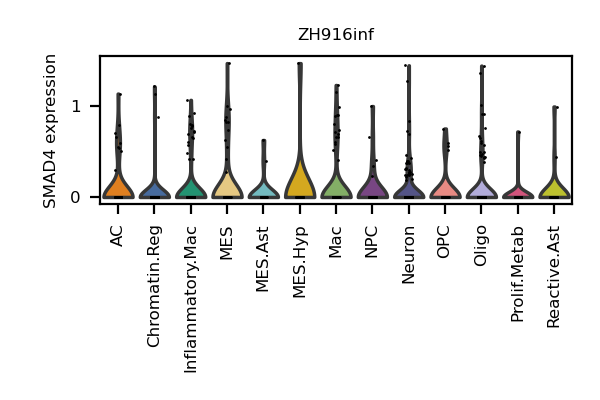 ZH916inf
SMAD4 expression
1
0
AC
Chromatin.Reg
Inflammatory.Mac
MES
MES.Ast
MES.Hyp
Mac
NPC
Neuron
OPC
Oligo
Prolif.Metab
Reactive.Ast